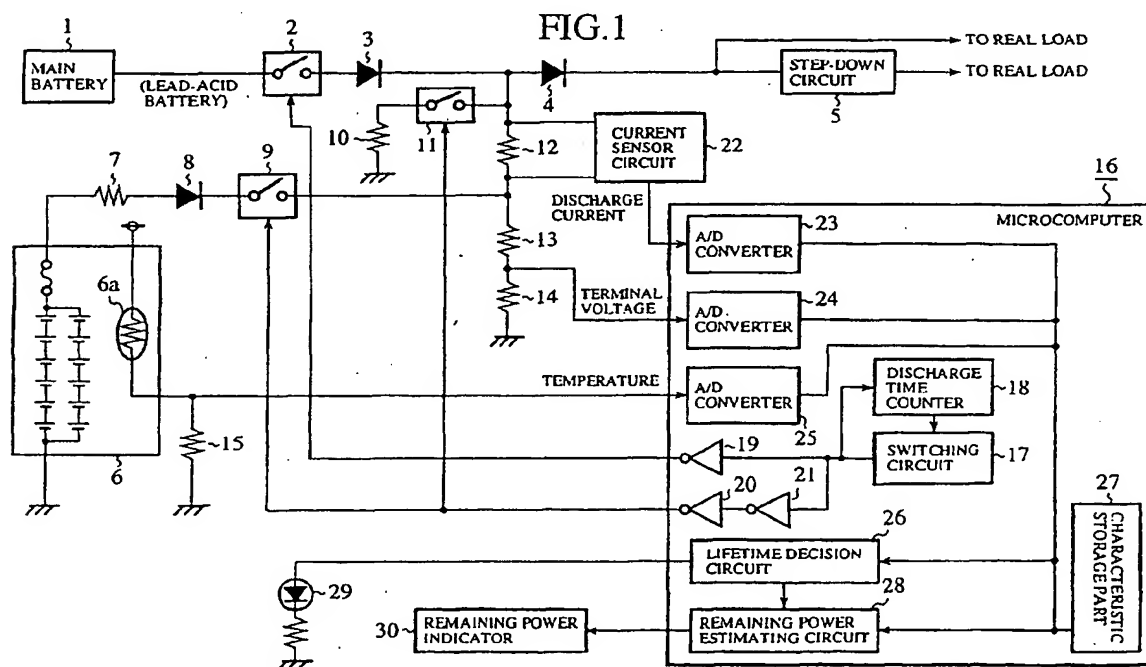 FIG.1
1
2
3
4
MAIN
BATTERY
(LEAD-ACID
BATTERY)
TO REAL LOAD
STEP-DOWN
CIRCUIT
TO REAL LOAD
5
10
11
12
CURRENT
SENSOR
CIRCUIT
22
7
8
9
DISCHARGE
CURRENT
16
MICROCOMPUTER
13
A/D
CONVERTER
23
6a
14
TERMINAL
VOLTAGE
A/D
CONVERTER
24
TEMPERATURE
A/D
CONVERTER
25
DISCHARGE
TIME
COUNTER
18
15
6
19
SWITCHING
CIRCUIT
17
20
21
27
CHARACTERISTIC
STORAGE
PART
26
LIFETIME DECISION
CIRCUIT
29
28
30
REMAINING POWER
INDICATOR
REMAINING POWER
ESTIMATING CIRCUIT